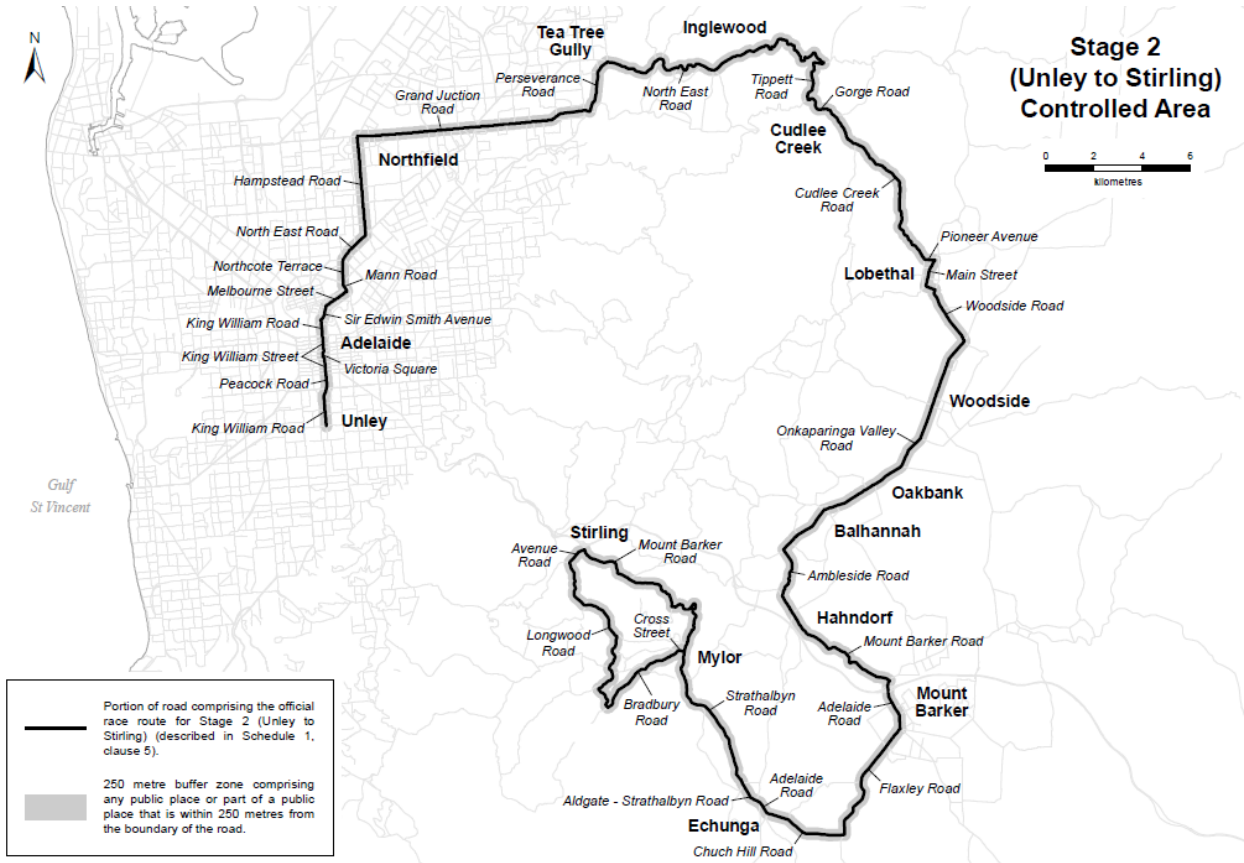 N
Stage 2
(Unley to Stirling)
Controlled Area
0 2 4 6
kilometres
Inglewood
Tea Tree
Gully
Perseverance
Road
North East
Road
Tippett
Road
Gorge Road
Grand Juction
Road
Cudlee
Creek
Northfield
Hampstead Road
Cudlee Creek
Road
North East Road
Pioneer Avenue
Northcote Terrace
Mann Road
Lobethal
Main Street
Melbourne Street
Woodside Road
King William Road
Sir Edwin Smith Avenue
Adelaide
King William Street
Victoria Square
Peacock Road
Woodside
King William Road
Unley
Onkaparinga Valley
Road
Gulf
St Vincent
Oakbank
Balhannah
Stirling
Avenue
Road
Mount Barker
Road
Ambleside Road
Hahndorf
Cross
Street
Longwood
Road
Mount Barker Road
Mylor
Bradbury
Road
Strathalbyn
Road
Adelaide
Road
Mount
Barker
Adelaide
Road
Flaxley Road
Aldgate - Strathalbyn Road
Echunga
Chuch Hill Road
Portion of road comprising the official
race route for Stage 2 (Unley to
Stirling) (described in Schedule 1,
clause 5).
250 metre buffer zone comprising
any public place or part of a public
place that is within 250 metres from
the boundary of the road.